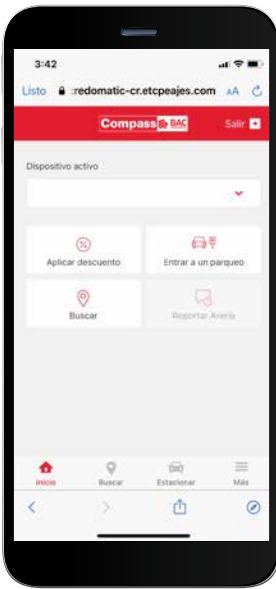 3:42
Listo :redomatic-cr.etcpeajes.com AA
Compass BAC Salir
Dispositivo activo
Aplicar descuento Entrar a un parqueo
Buscar Reportar Avería
Inicio Buscar Estacionar Más